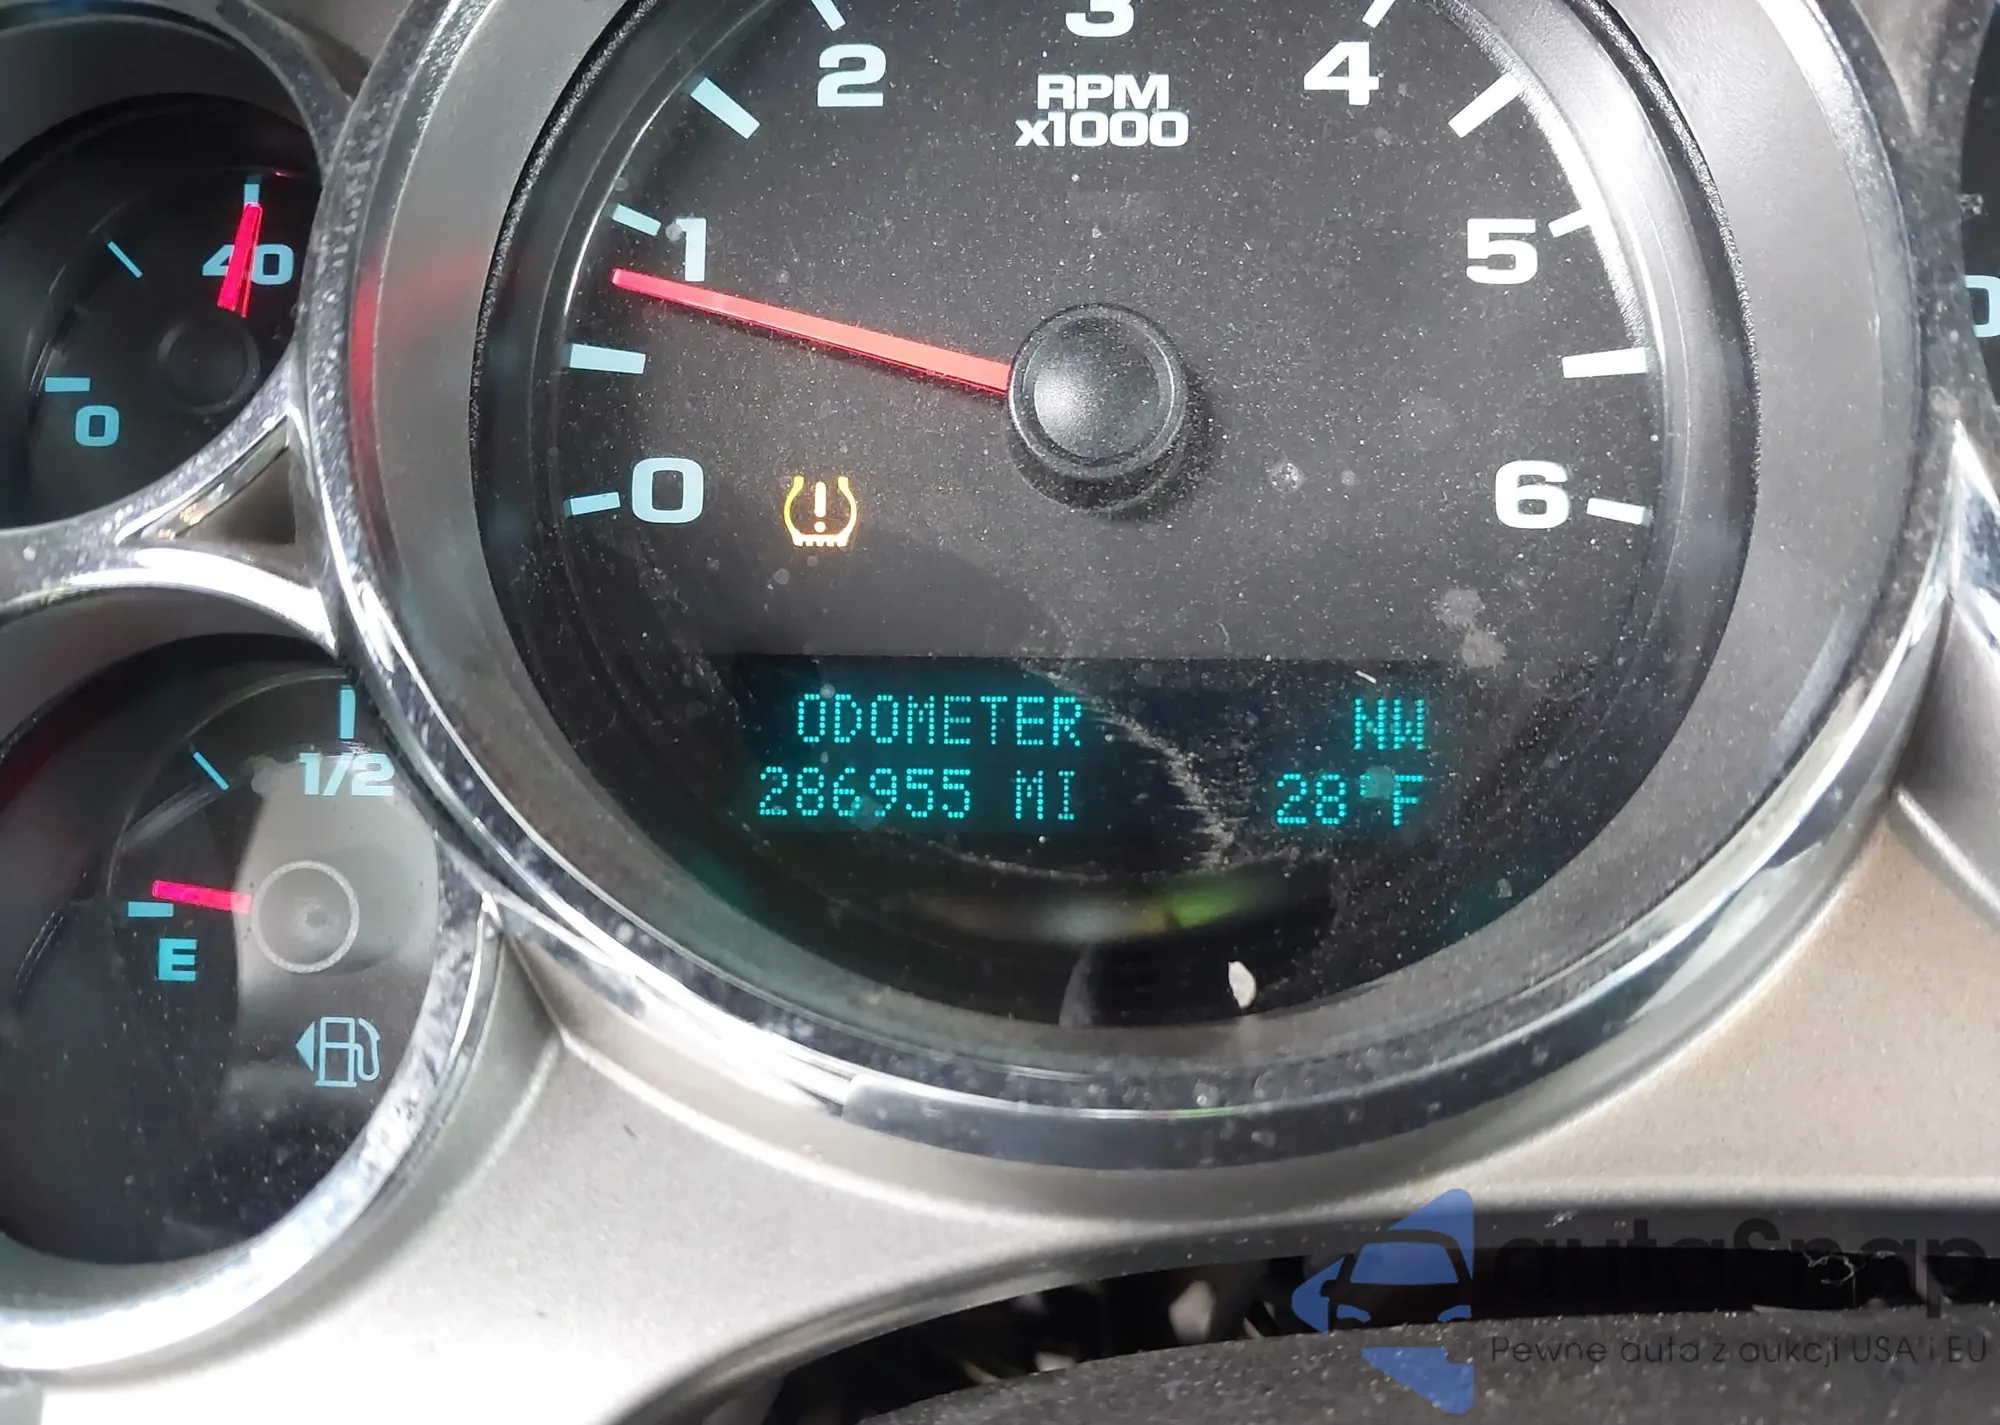 3
2
4
RPM
x1000
1
5
40
0
0
6
ODOMETER NW
286955 MI 28°F
1/2
E
autaSnap
Pewne auta z aukcji USA i EU